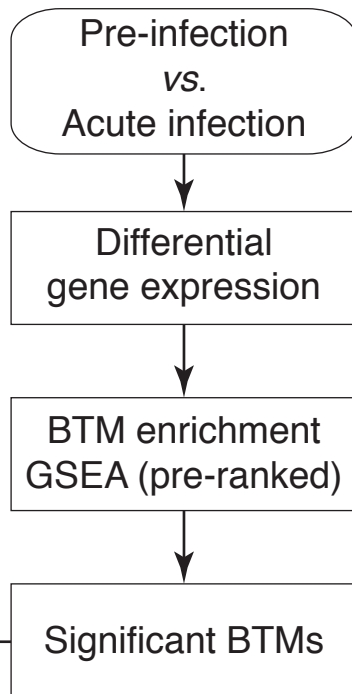 Pre-infection
vs.
Acute infection
Differential
gene expression
BTM enrichment
GSEA (pre-ranked)
Significant BTMs